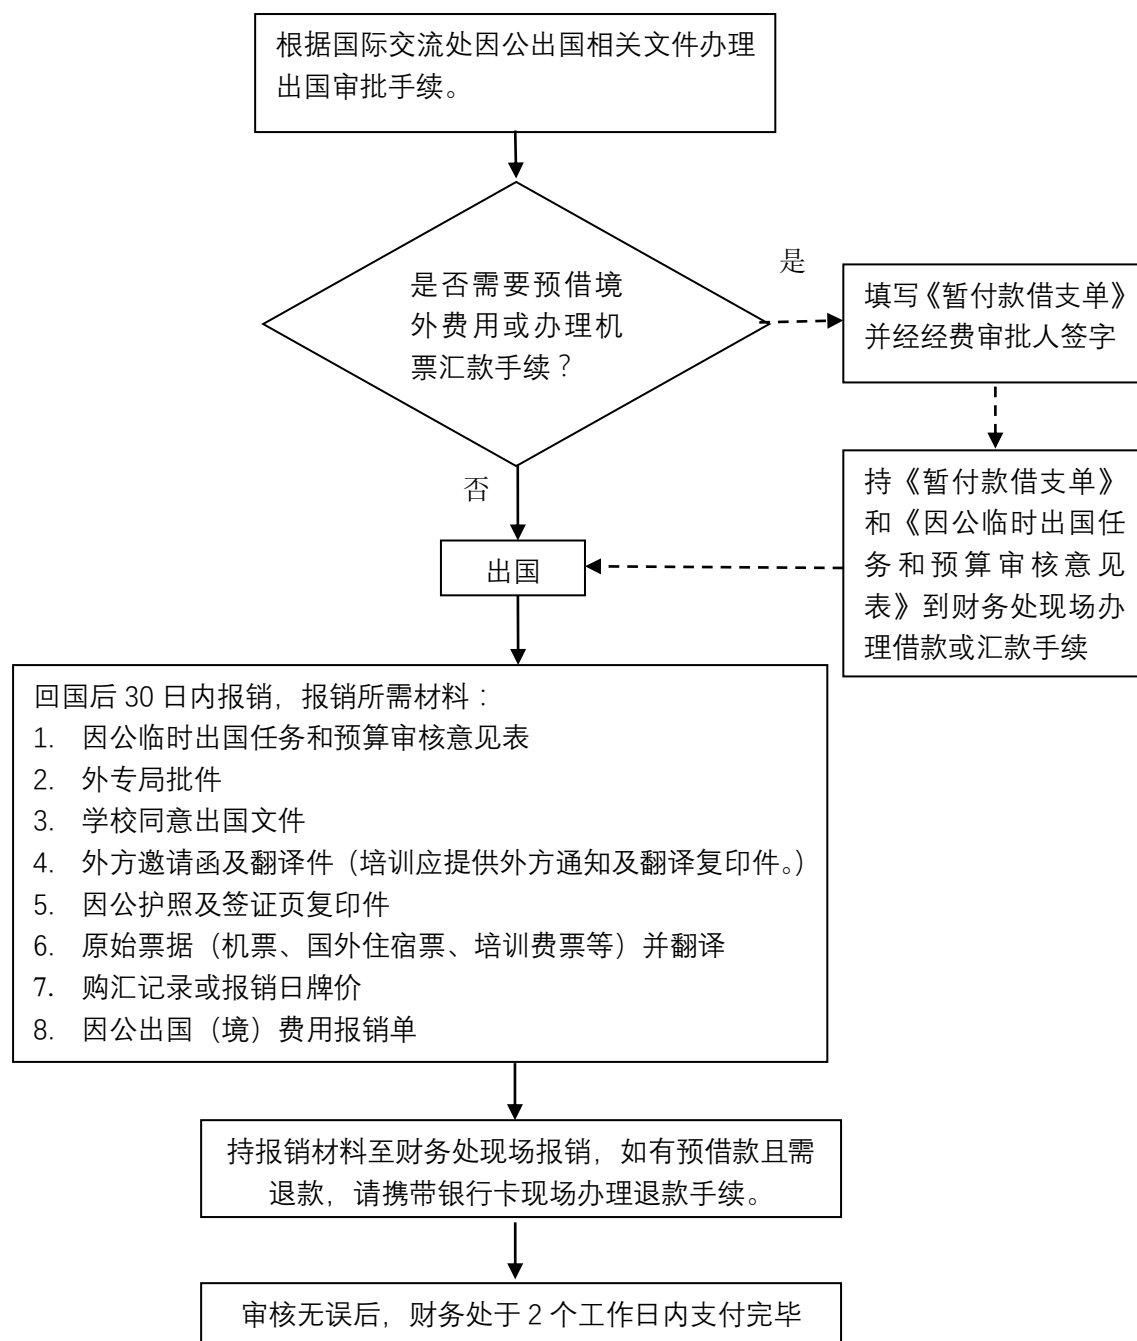 根据国际交流处因公出国相关文件办理
出国审批手续。
是否需要预借境
外费用或办理机
票汇款手续？
是
填写《暂付款借支单》
并经经费审批人签字
持《暂付款借支单》
和《因公临时出国任
务和预算审核意见
表》到财务处现场办
理借款或汇款手续
否
出国
回国后 30 日内报销，报销所需材料：
1. 因公临时出国任务和预算审核意见表
2. 外专局批件
3. 学校同意出国文件
4. 外方邀请函及翻译件（培训应提供外方通知及翻译复印件。）
5. 因公护照及签证页复印件
6. 原始票据（机票、国外住宿票、培训费票等）并翻译
7. 购汇记录或报销日牌价
8. 因公出国（境）费用报销单
持报销材料至财务处现场报销，如有预借款且需
退款，请携带银行卡现场办理退款手续。
审核无误后，财务处于 2 个工作日内支付完毕